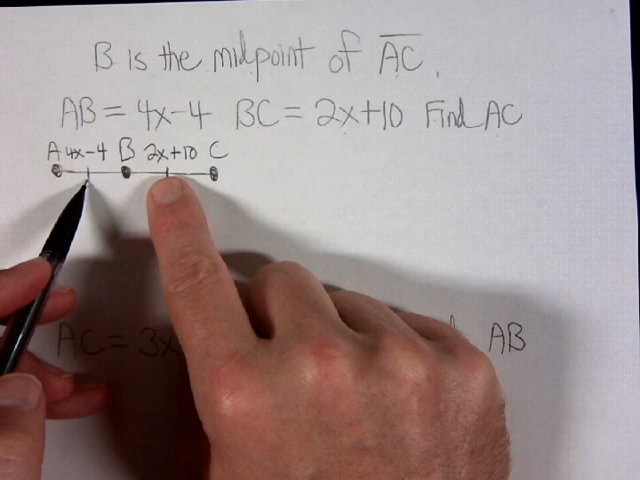 B is the midpoint of AC.
AB = 4x-4 BC = 2x+10 Find AC
A 4x-4 B 2x+10 C
AC = 3x AB